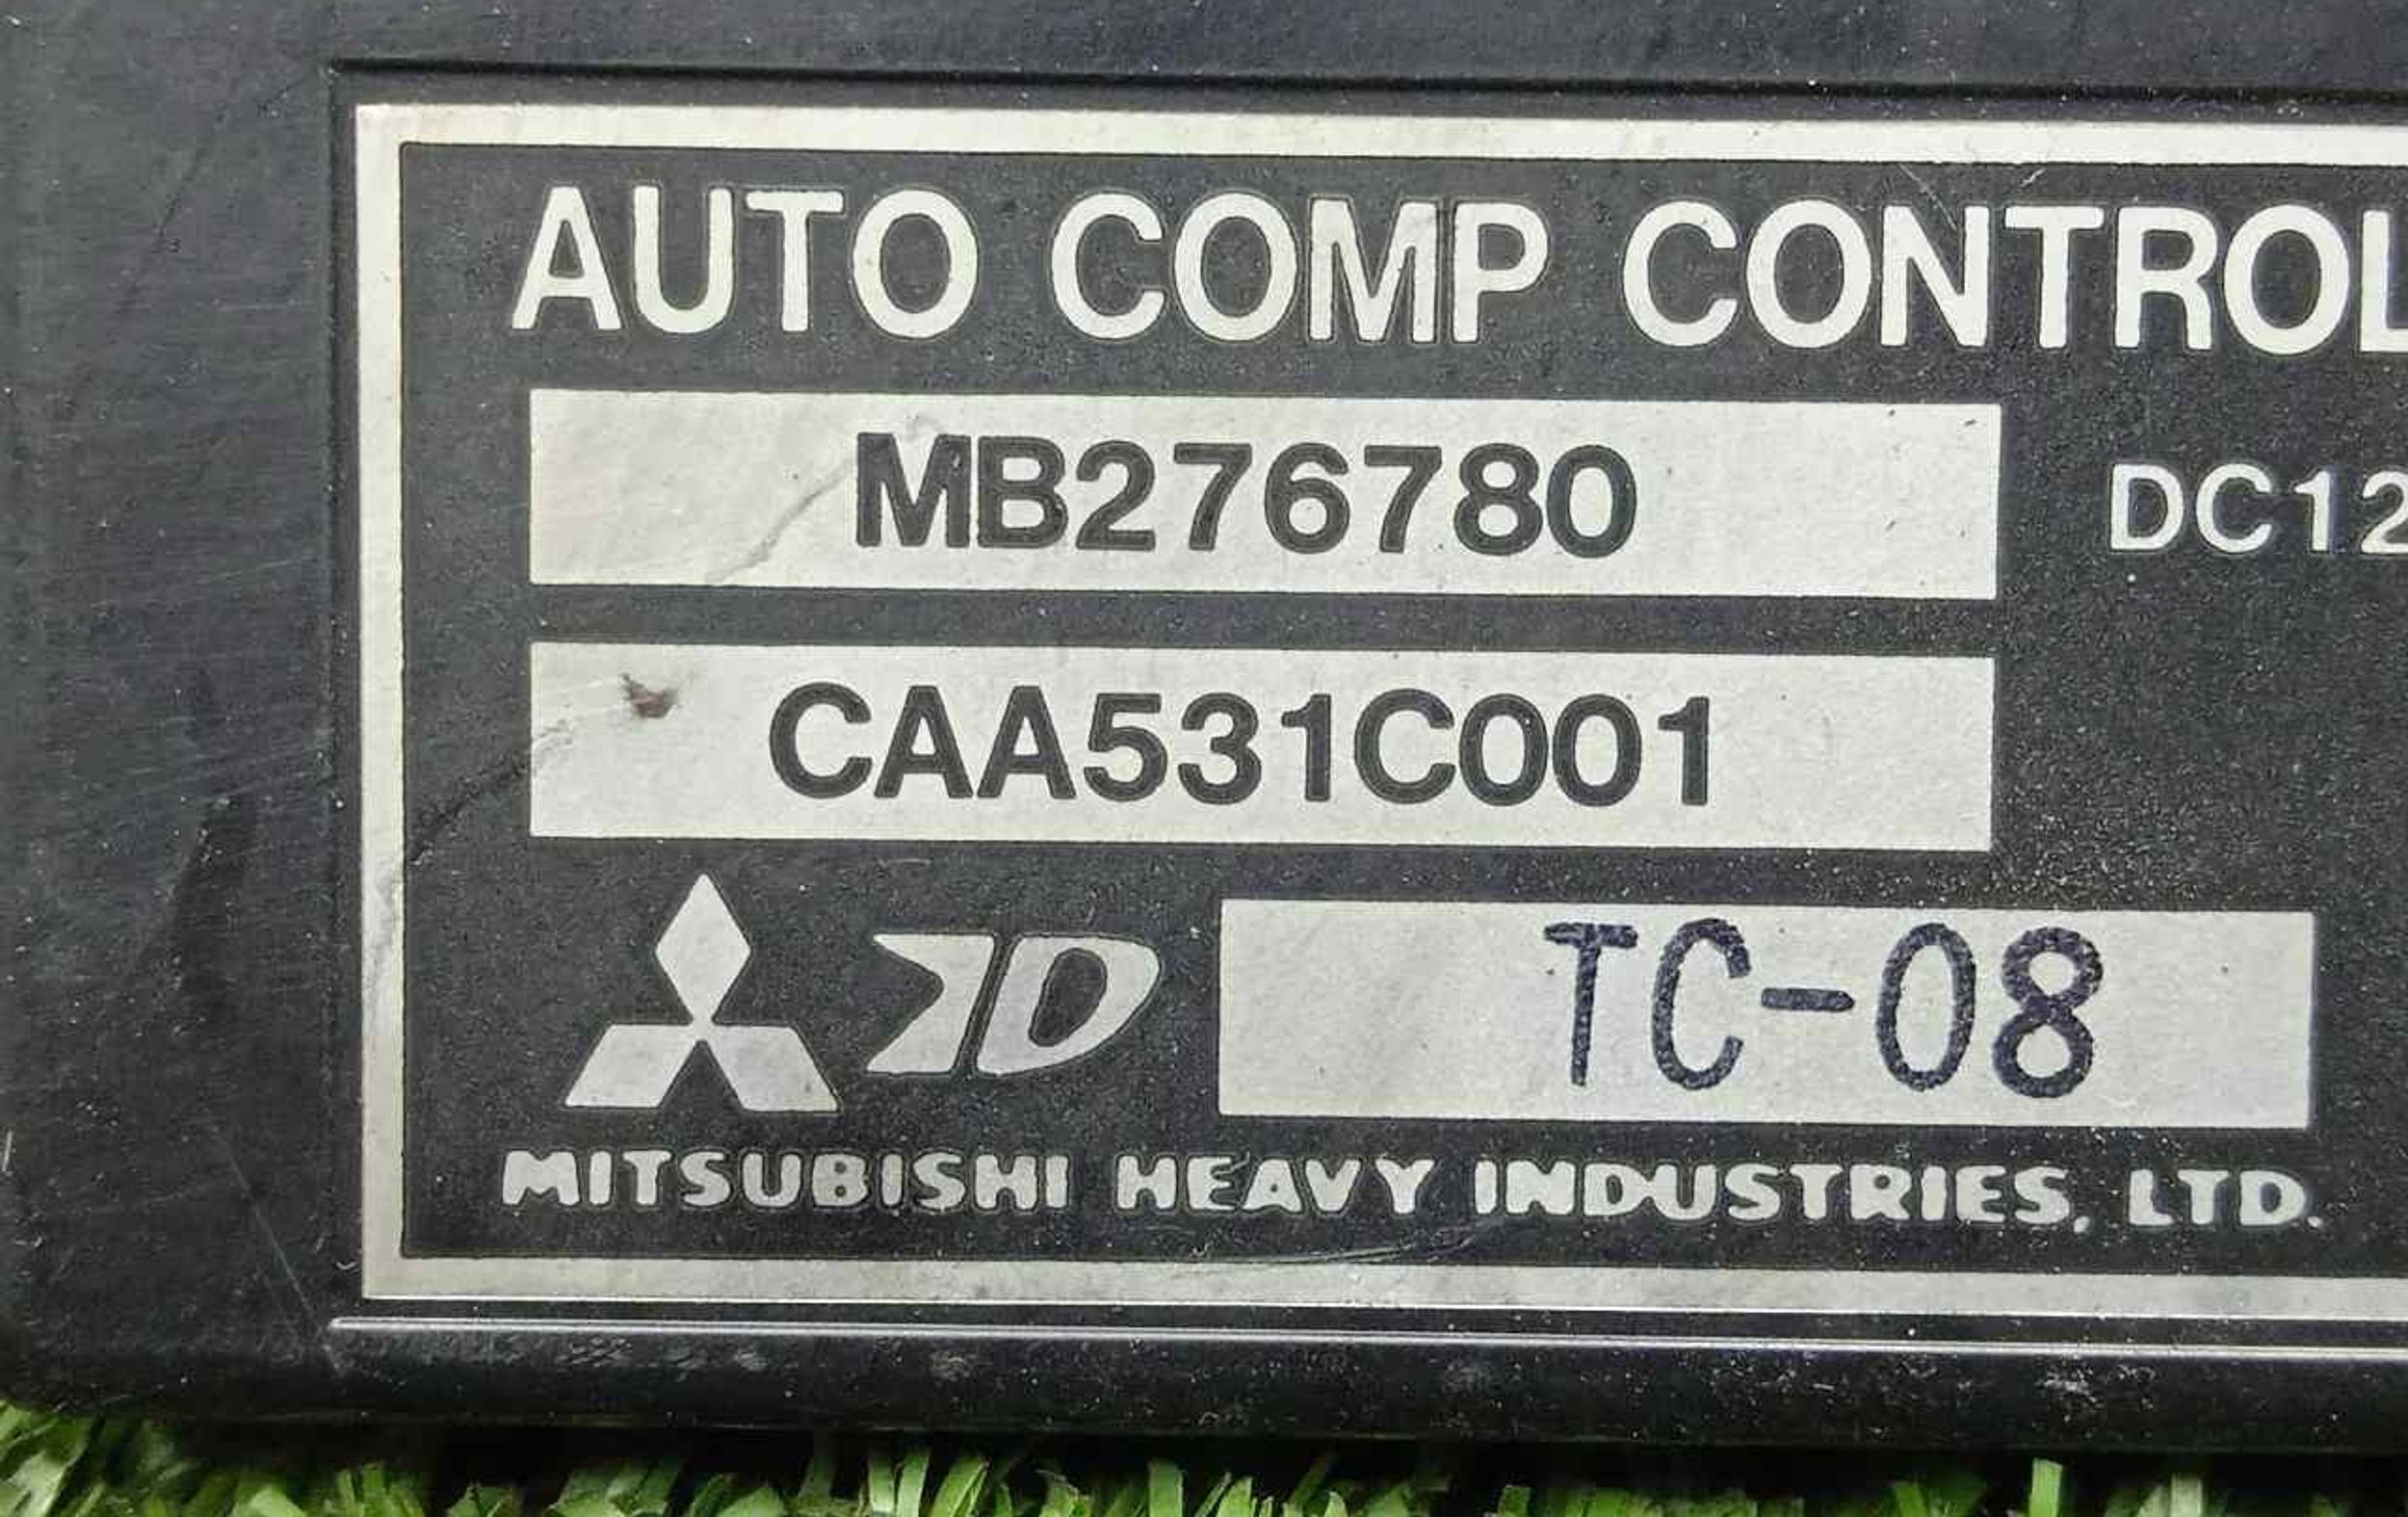 AUTO COMP CONTROL
MB276780
DC12
CAA531C001
TC-08
MITSUBISHI HEAVY INDUSTRIES, LTD.